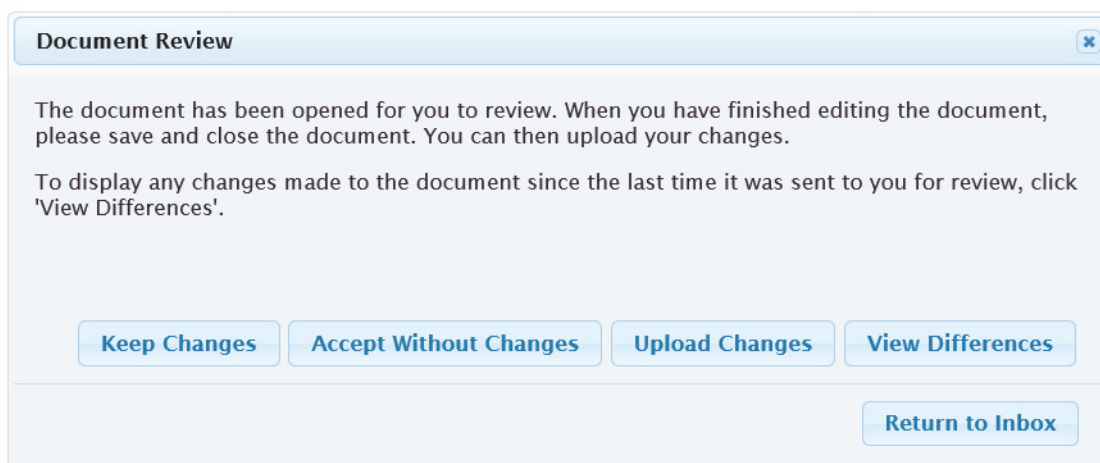 Document Review
The document has been opened for you to review. When you have finished editing the document,
please save and close the document. You can then upload your changes.
To display any changes made to the document since the last time it was sent to you for review, click
'View Differences'.
Keep Changes Accept Without Changes Upload Changes View Differences
Return to Inbox